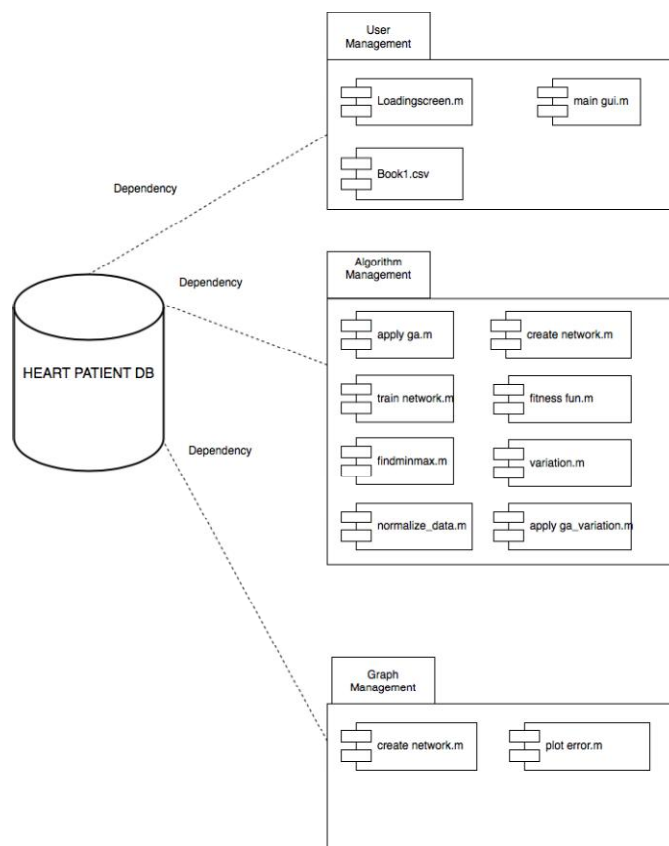 User
Management
Loadingscreen.m
main gui.m
Book1.csv
Dependency
Algorithm
Management
Dependency
apply ga.m
create network.m
HEART PATIENT DB
train network.m
fitness fun.m
Dependency
findminmax.m
variation.m
normalize_data.m
apply ga_variation.m
Graph
Management
create network.m
plot error.m